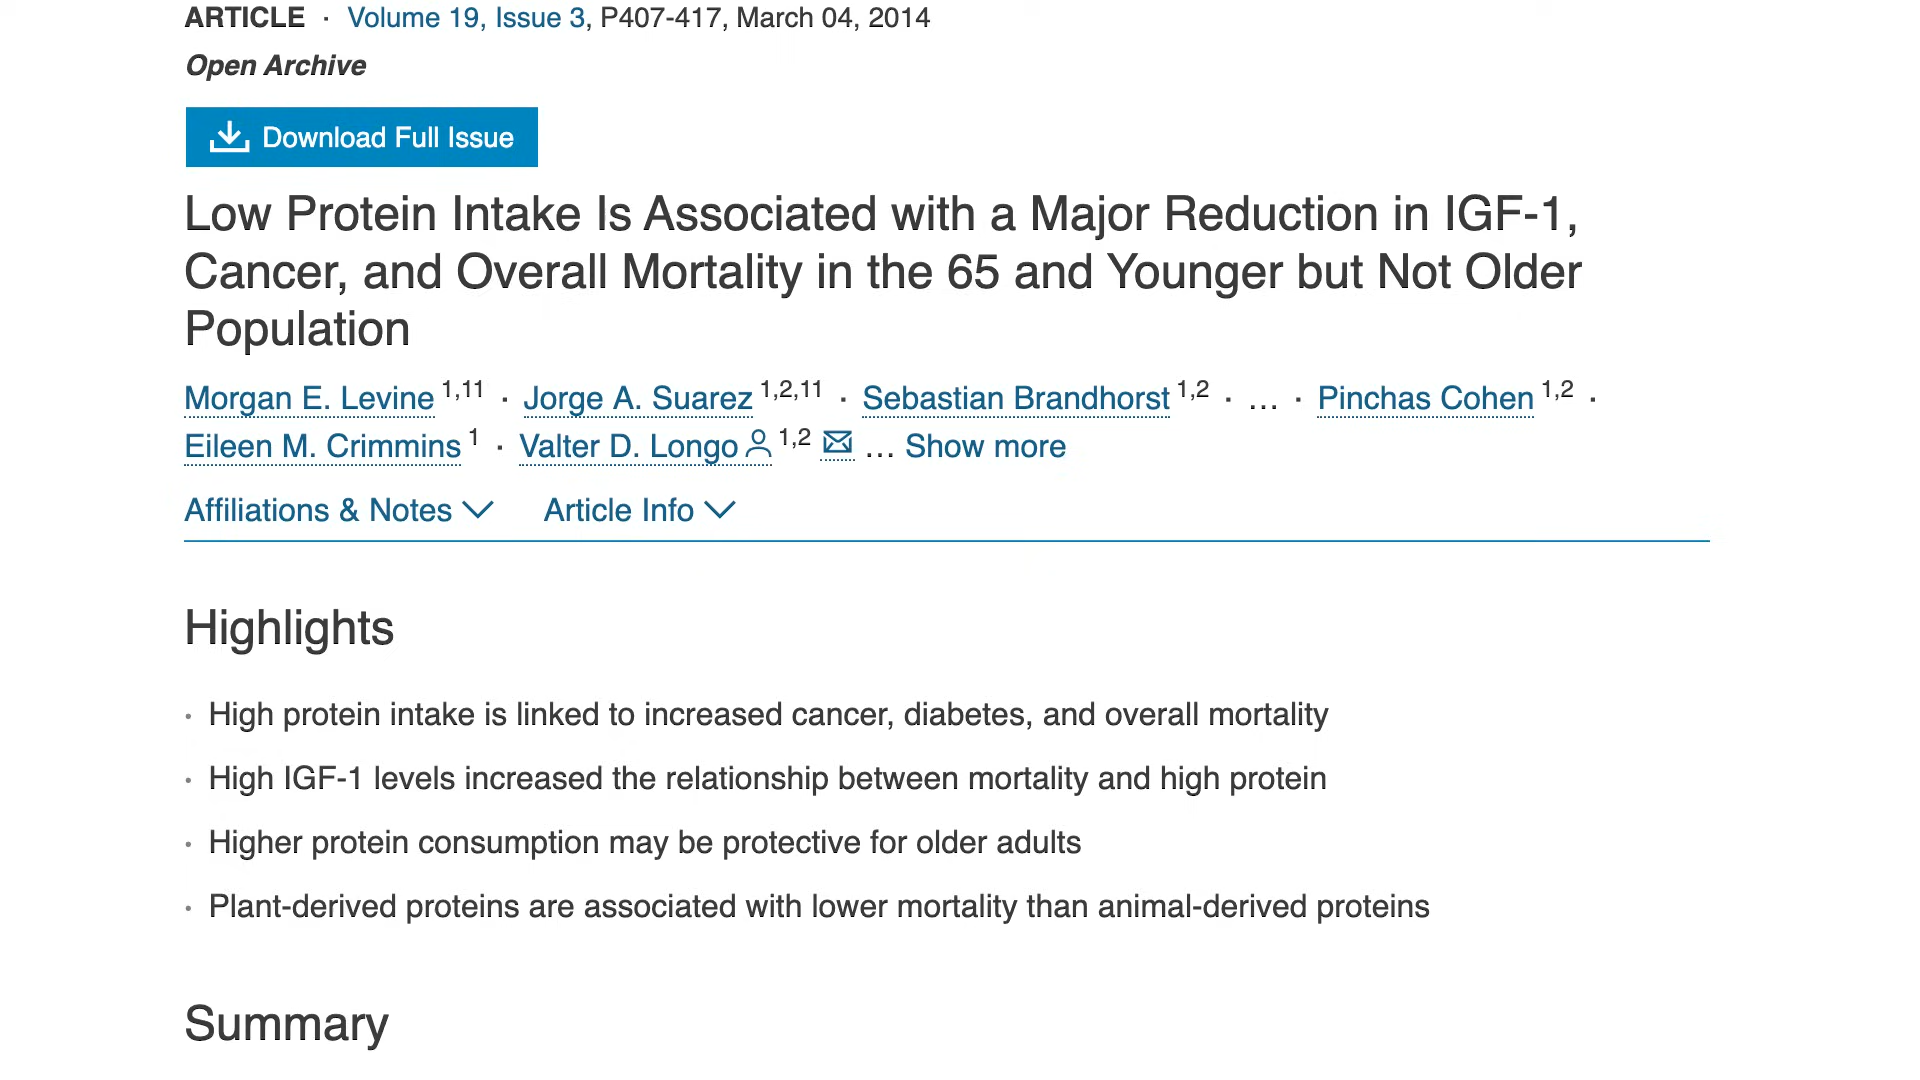 ARTICLE · Volume 19, Issue 3, P407-417, March 04, 2014
Open Archive
Download Full Issue
Low Protein Intake Is Associated with a Major Reduction in IGF-1,
Cancer, and Overall Mortality in the 65 and Younger but Not Older
Population
Morgan E. Levine 1,11 · Jorge A. Suarez 1,2,11 · Sebastian Brandhorst 1,2 · … · Pinchas Cohen 1,2 ·
Eileen M. Crimmins 1 · Valter D. Longo 1,2 … Show more
Affiliations & Notes Article Info
Highlights
· High protein intake is linked to increased cancer, diabetes, and overall mortality
· High IGF-1 levels increased the relationship between mortality and high protein
· Higher protein consumption may be protective for older adults
· Plant-derived proteins are associated with lower mortality than animal-derived proteins
Summary